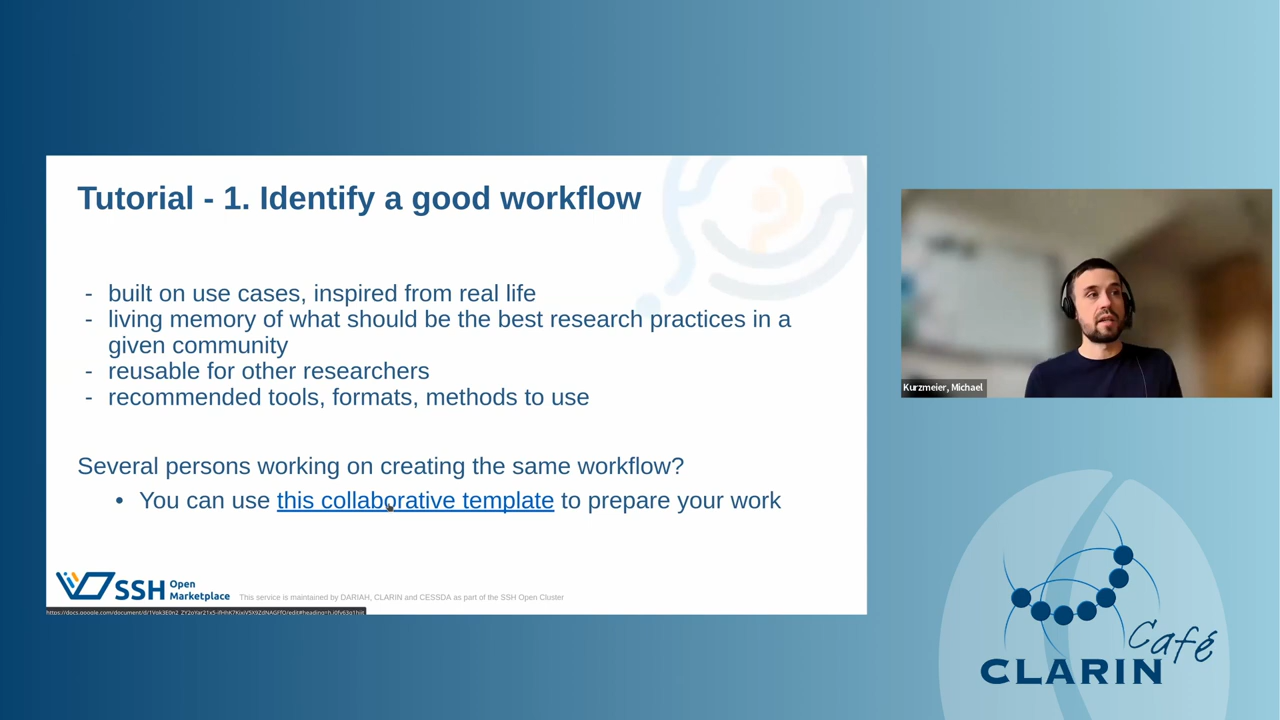 Tutorial - 1. Identify a good workflow
- built on use cases, inspired from real life
- living memory of what should be the best research practices in a
given community
- reusable for other researchers
- recommended tools, formats, methods to use
Several persons working on creating the same workflow?
• You can use this collaborative template to prepare your work
SSH Open
Marketplace
This service is maintained by DARIAH, CLARIN and CESSDA as part of the SSH Open Cluster
Kurzmeier, Michael
Café
CLARIN